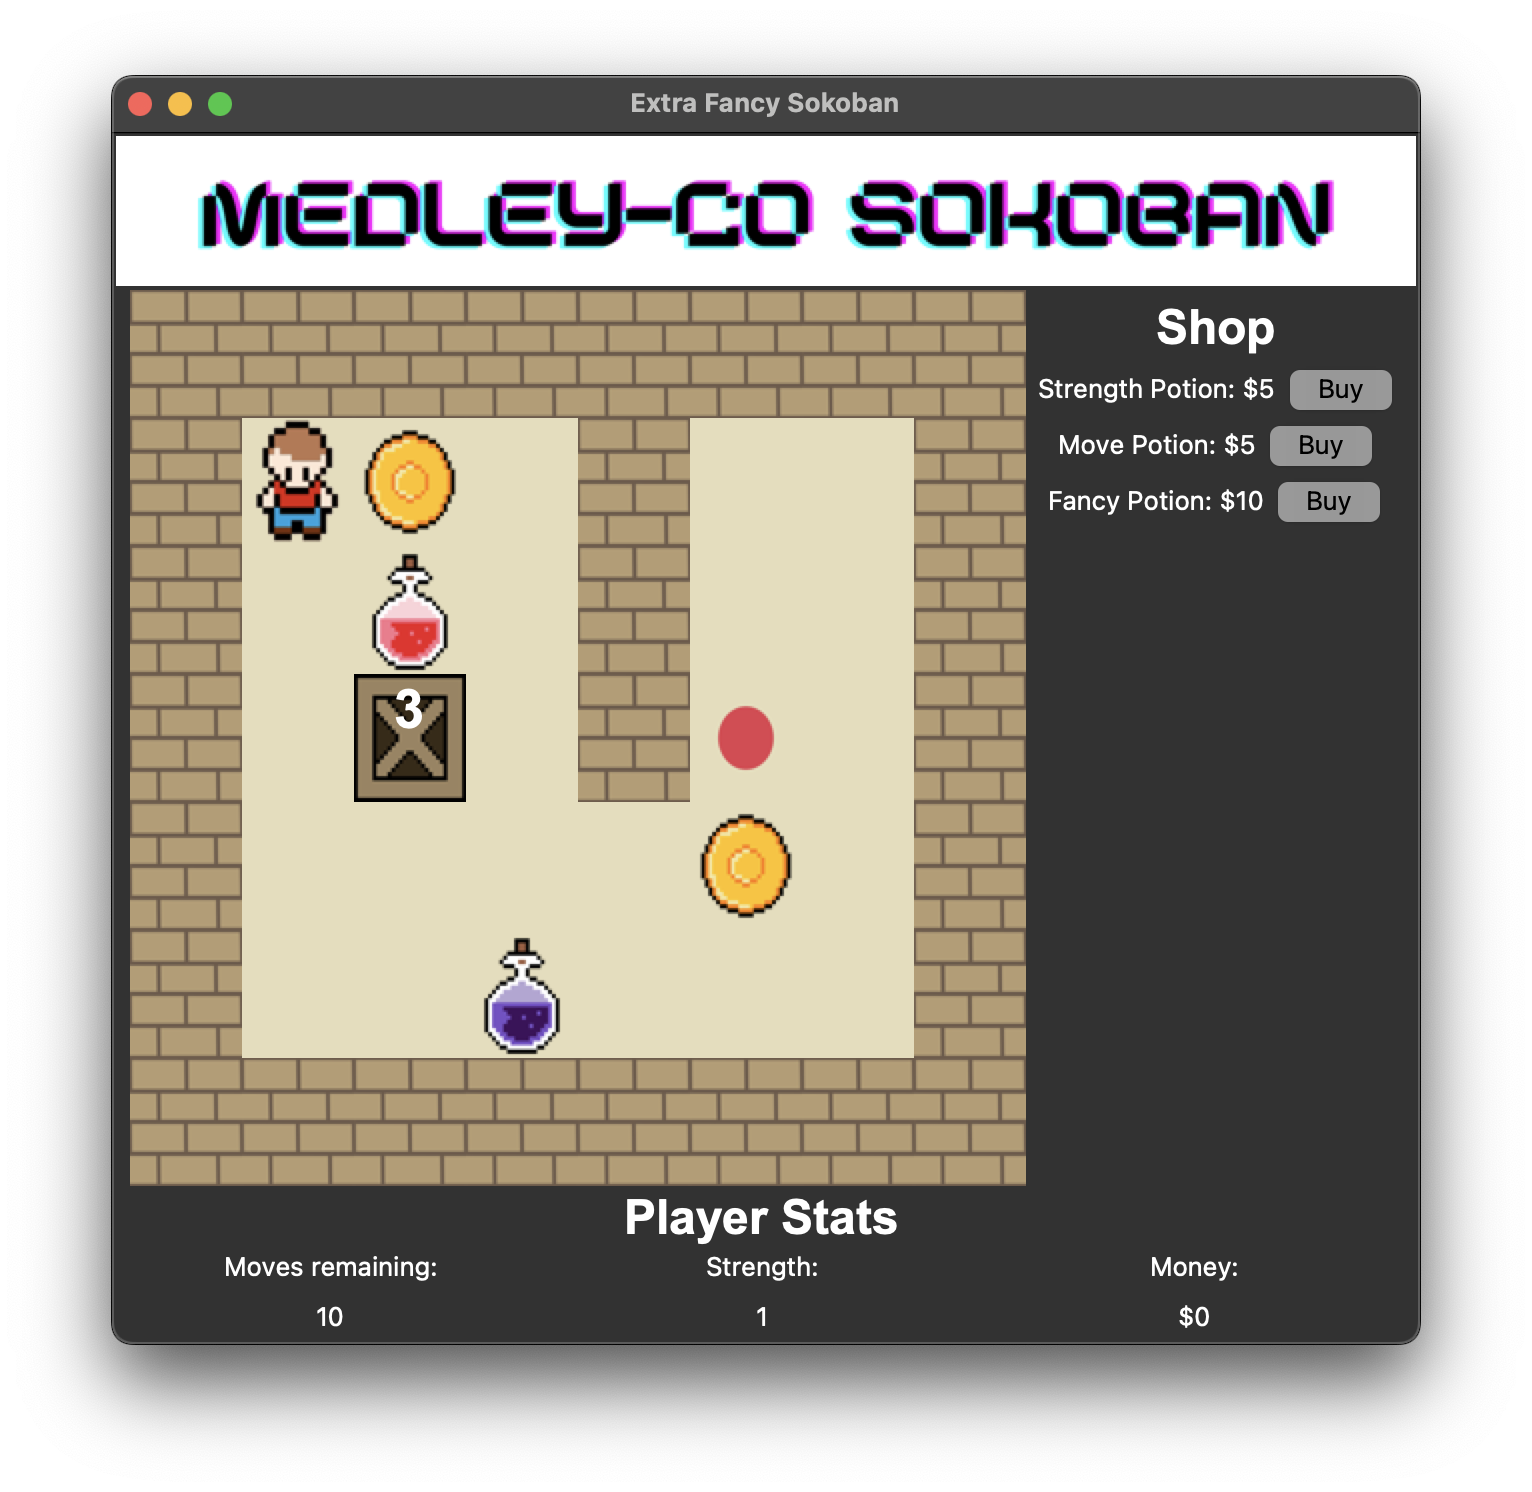 Extra Fancy Sokoban
MEDLEY-CO SOKOBAN
Shop
Strength Potion: $5 Buy
Move Potion: $5 Buy
Fancy Potion: $10 Buy
3
Player Stats
Moves remaining: Strength: Money:
10 1 $0